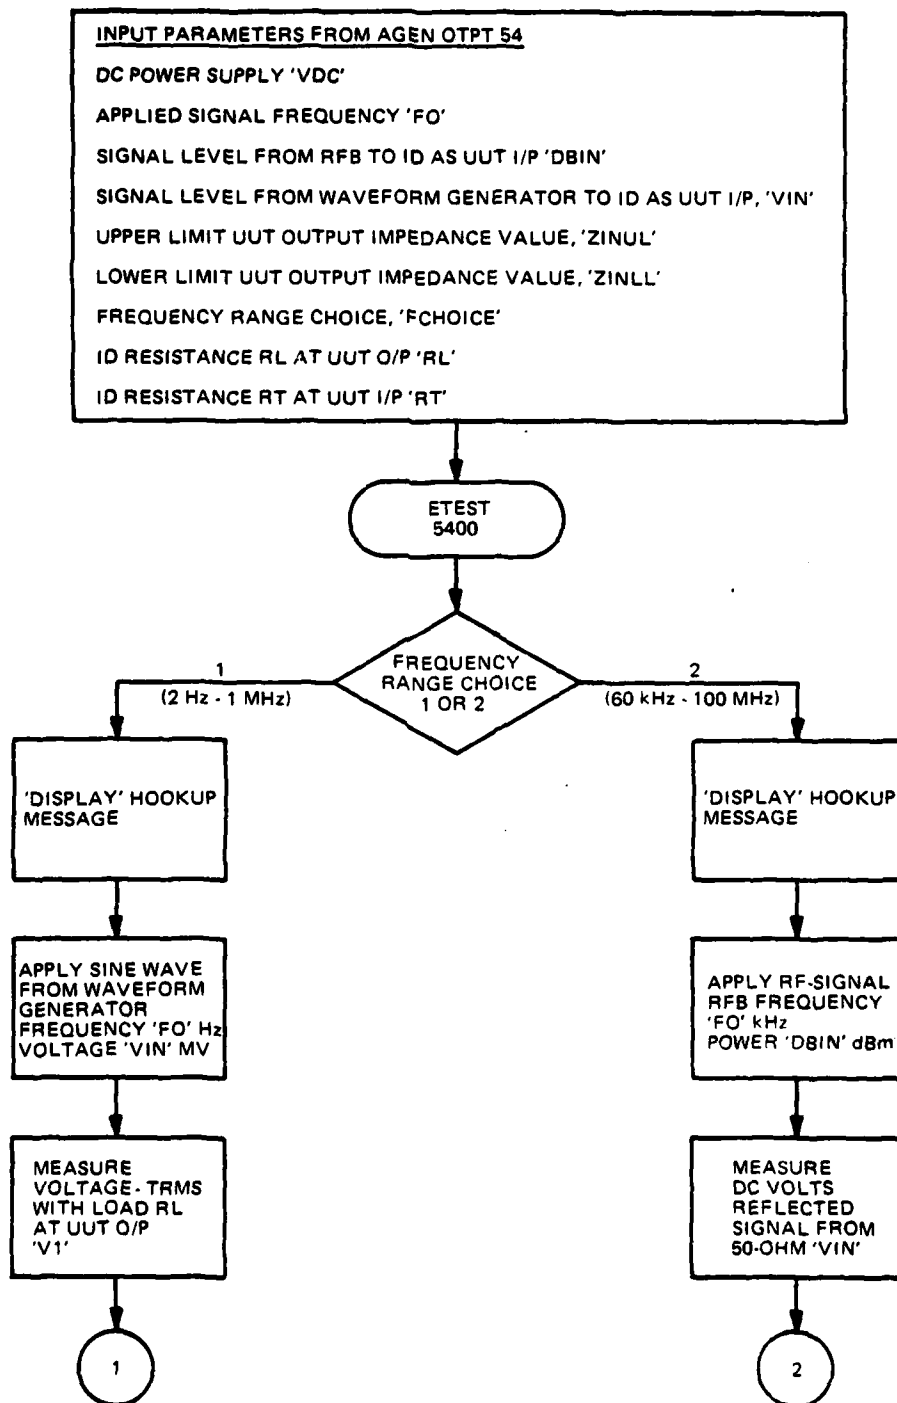 INPUT PARAMETERS FROM AGEN OTPT 54
DC POWER SUPPLY 'VDC'
APPLIED SIGNAL FREQUENCY 'FO'
SIGNAL LEVEL FROM RFB TO ID AS UUT I/P 'DBIN'
SIGNAL LEVEL FROM WAVEFORM GENERATOR TO ID AS UUT I/P, 'VIN'
UPPER LIMIT UUT OUTPUT IMPEDANCE VALUE, 'ZINUL'
LOWER LIMIT UUT OUTPUT IMPEDANCE VALUE, 'ZINLL'
FREQUENCY RANGE CHOICE, 'FCHOICE'
ID RESISTANCE RL AT UUT O/P 'RL'
ID RESISTANCE RT AT UUT I/P 'RT'
ETEST
5400
FREQUENCY
RANGE CHOICE
1 OR 2
1
(2 Hz - 1 MHz)
2
(60 kHz - 100 MHz)
'DISPLAY' HOOKUP
MESSAGE
APPLY SINE WAVE
FROM WAVEFORM
GENERATOR
FREQUENCY 'FO' Hz
VOLTAGE 'VIN' MV
MEASURE
VOLTAGE - TRMS
WITH LOAD RL
AT UUT O/P
'V1'
1
'DISPLAY' HOOKUP
MESSAGE
APPLY RF-SIGNAL
RFB FREQUENCY
'FO' kHz
POWER 'DBIN' dBm
MEASURE
DC VOLTS
REFLECTED
SIGNAL FROM
50-OHM 'VIN'
2